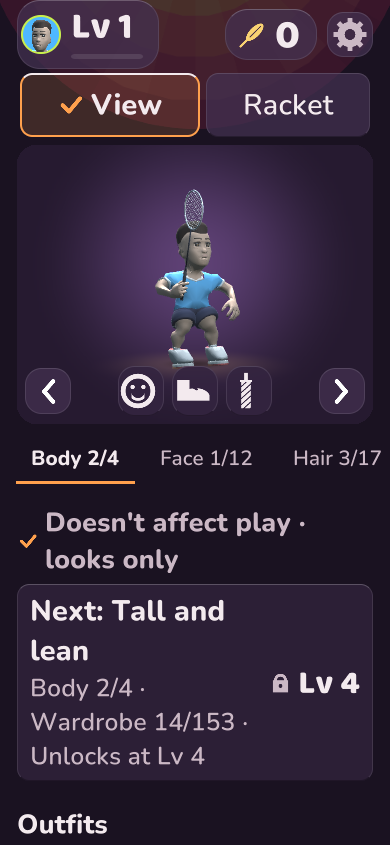 Lv 1
0
View
Racket
Body 2/4
Face 1/12
Hair 3/17
Doesn't affect play ·
looks only
Next: Tall and
lean
Body 2/4 ·
Wardrobe 14/153 ·
Unlocks at Lv 4
Lv 4
Outfits